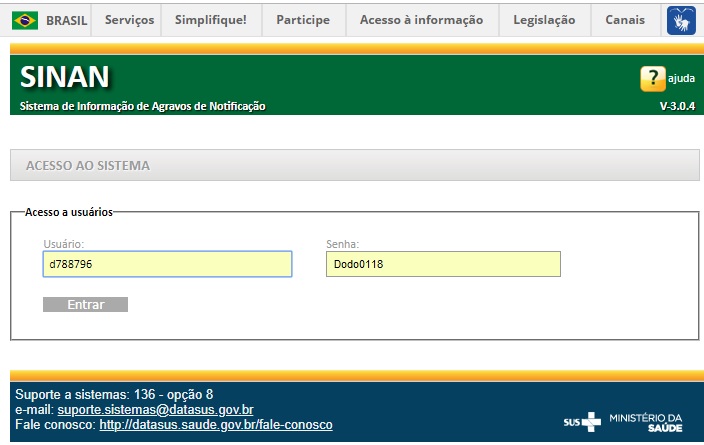 BRASIL Serviços Simplifique! Participe Acesso à informação Legislação Canais
SINAN
? ajuda
Sistema de Informação de Agravos de Notificação V-3.0.4
ACESSO AO SISTEMA
Acesso a usuários
Usuário: Senha:
d788796 Dodo0118
Entrar
Suporte a sistemas: 136 - opção 8
e-mail: suporte.sistemas@datasus.gov.br
Fale conosco: http://datasus.saude.gov.br/fale-conosco
SUS MINISTÉRIO DA
SAÚDE